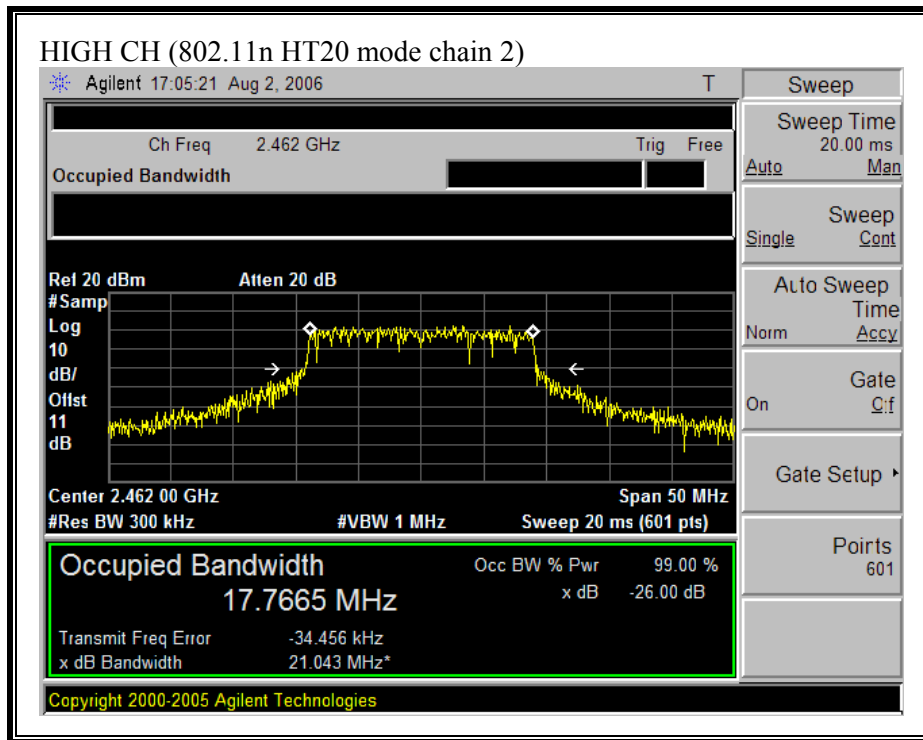 HIGH CH (802.11n HT20 mode chain 2)
Agilent 17:05:21 Aug 2, 2006 T
Ch Freq 2.462 GHz Trig Free
Occupied Bandwidth
Ref 20 dBm Atten 20 dB
#Samp
Log
10
dB/
Offst
11
dB
Center 2.462 00 GHz Span 50 MHz
#Res BW 300 kHz #VBW 1 MHz Sweep 20 ms (601 pts)
Occupied Bandwidth
17.7665 MHz
Occ BW % Pwr 99.00 %
x dB -26.00 dB
Transmit Freq Error -34.456 kHz
x dB Bandwidth 21.043 MHz*
Copyright 2000-2005 Agilent Technologies
Sweep
Sweep Time
20.00 ms
Auto Man
Sweep
Single Cont
Auto Sweep
Time
Norm Accy
Gate
On Off
Gate Setup
Points
601